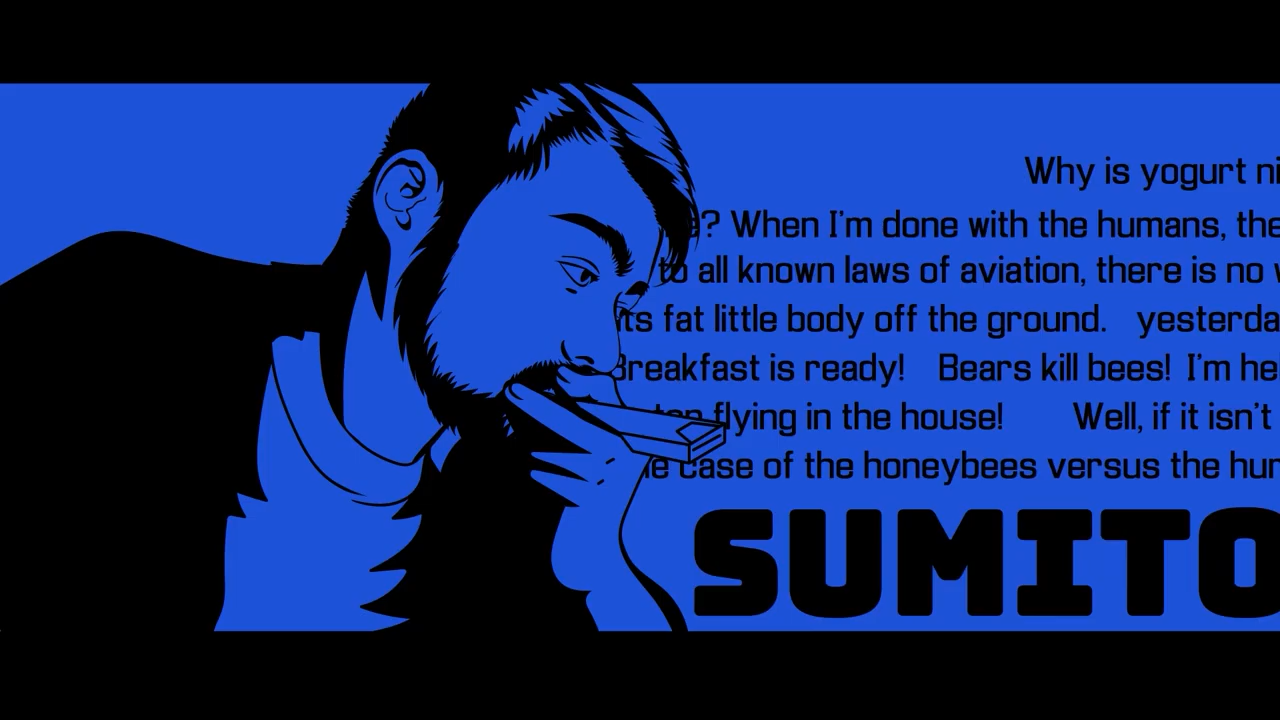 Why is yogurt
? When I'm done with the humans, the
to all known laws of aviation, there is no
its fat little body off the ground. yesterda
Breakfast is ready! Bears kill bees! I'm he
flying in the house! Well, if it isn't
case of the honeybees versus the hu
SUMITO